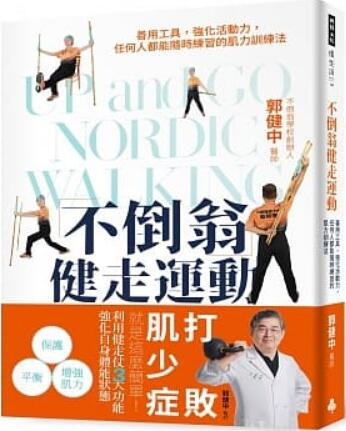 善用工具，強化活動力，
任何人都能隨時練習的肌力訓練法
UP and GO
NORDIC
WALKING
不倒翁學校創辦人
郭健中 醫師
不倒翁
健走運動
保護
平衡
增強
肌力
利用健走杖3大功能
強化自身體能狀態
就是這麼簡單！
打敗
肌少症
不倒翁健走運動
善用工具，強化活動力，
任何人都能隨時練習的
肌力訓練法
郭健中 醫師